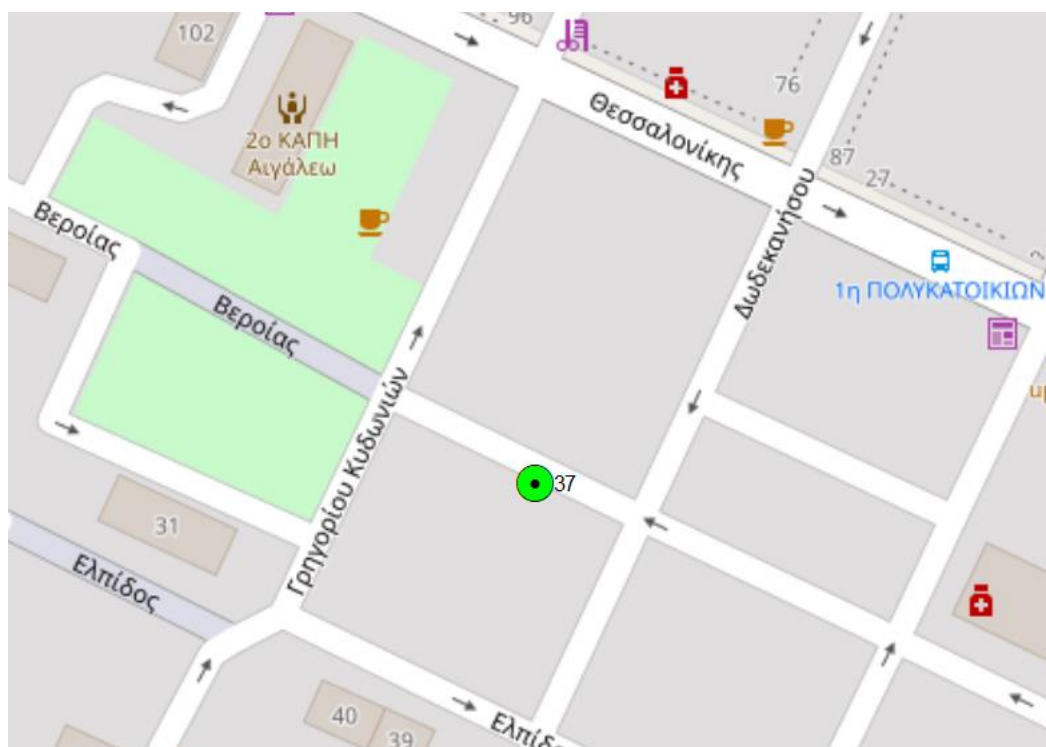 96
102
76
2ο ΚΑΠΗ
Αιγάλεω
Θεσσαλονίκης
87
27
Βεροίας
Δωδεκανήσου
1η ΠΟΛΥΚΑΤΟΙΚΙΩΝ
Βεροίας
Γρηγορίου Κυδωνιών
37
31
Ελπίδος
40
39
Ελπίδο